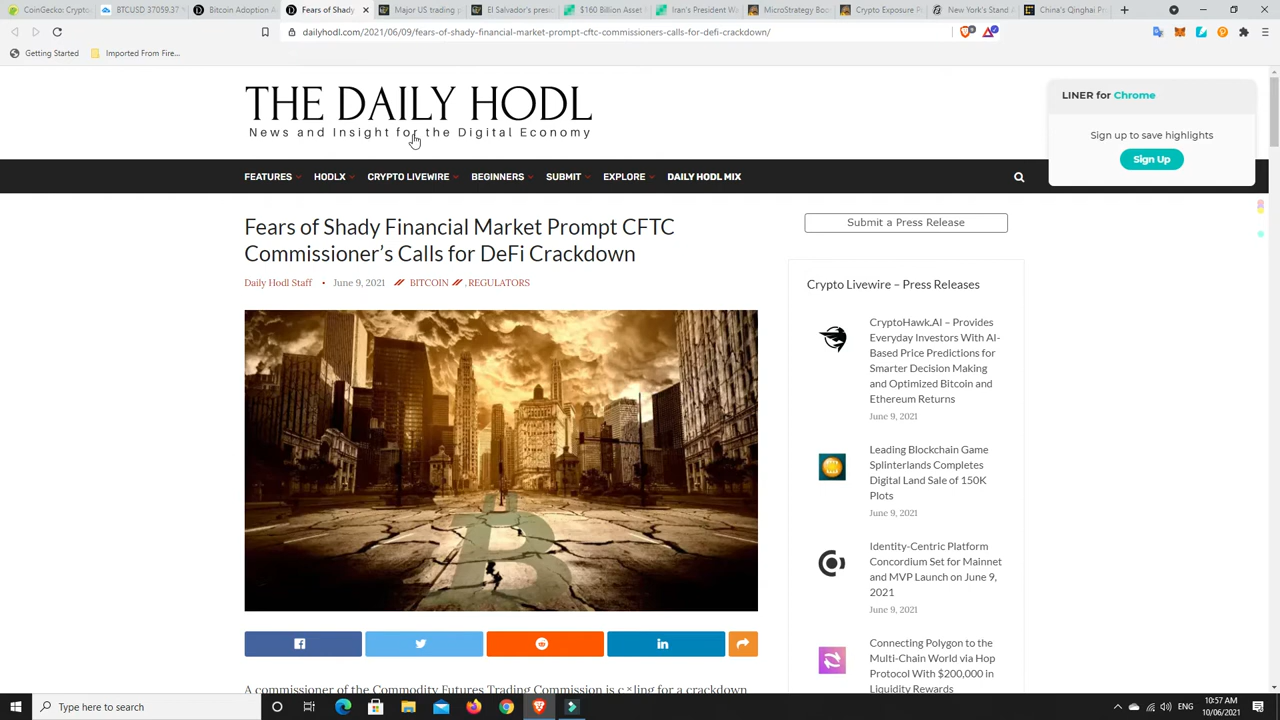 CoinGecko: Crypto
BTCUSD 37059.37
Bitcoin Adoption A
Fears of Shady
Major US trading p
El Salvador's presi
$160 Billion Asset
Iran's President Wa
MicroStrategy Boo
Crypto Exposure F
New York's Stand A
China's Qinghai Pr
dailyhodl.com/2021/06/09/fears-of-shady-financial-market-prompt-cftc-commissioners-calls-for-defi-crackdown/
Getting Started
Imported From Fire...
THE DAILY HODL
News and Insight for the Digital Economy
LINER for Chrome
Sign up to save highlights
Sign Up
FEATURES
HODLX
CRYPTO LIVEWIRE
BEGINNERS
SUBMIT
EXPLORE
DAILY HODL MIX
Fears of Shady Financial Market Prompt CFTC
Commissioner's Calls for DeFi Crackdown
Daily Hodl Staff • June 9, 2021 BITCOIN , REGULATORS
A commissioner of the Commodity Futures Trading Commission is calling for a crackdown
Submit a Press Release
Crypto Livewire – Press Releases
CryptoHawk.AI – Provides
Everyday Investors With AI-
Based Price Predictions for
Smarter Decision Making
and Optimized Bitcoin and
Ethereum Returns
June 9, 2021
Leading Blockchain Game
Splinterlands Completes
Digital Land Sale of 150K
Plots
June 9, 2021
Identity-Centric Platform
Concordium Set for Mainnet
and MVP Launch on June 9,
2021
June 9, 2021
Connecting Polygon to the
Multi-Chain World via Hop
Protocol With $200,000 in
Liquidity Rewards
Type here to search
ENG
10:57 AM
10/06/2021